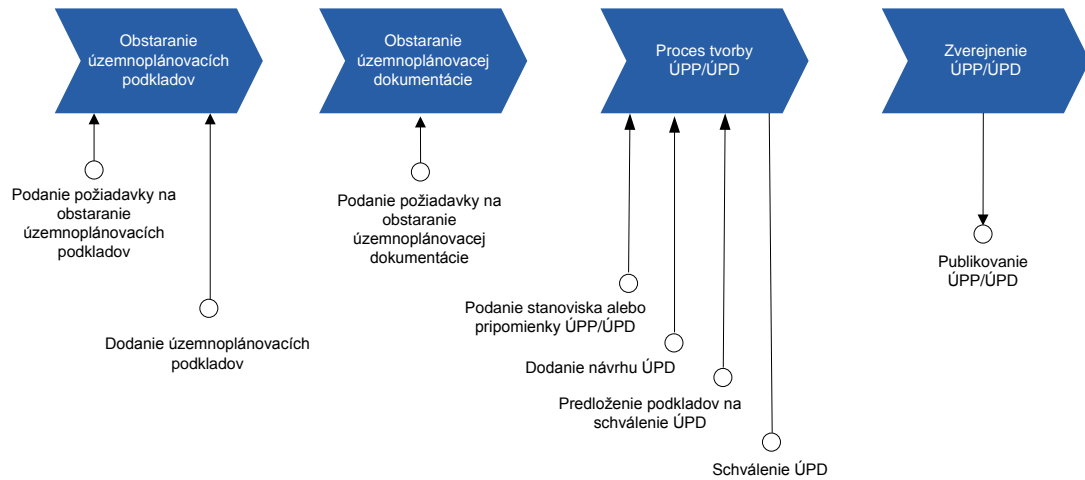 Obstaranie
územnoplánovacích
podkladov
Obstaranie
územnoplánovacej
dokumentácie
Proces tvorby
ÚPP/ÚPD
Zverejnenie
ÚPP/ÚPD
Podanie požiadavky na
obstaranie
územnoplánovacích
podkladov
Podanie požiadavky na
obstaranie
územnoplánovacej
dokumentácie
Publikovanie
ÚPP/ÚPD
Podanie stanoviska alebo
pripomienky ÚPP/ÚPD
Dodanie územnoplánovacích
podkladov
Dodanie návrhu ÚPD
Predloženie podkladov na
schválenie ÚPD
Schválenie ÚPD